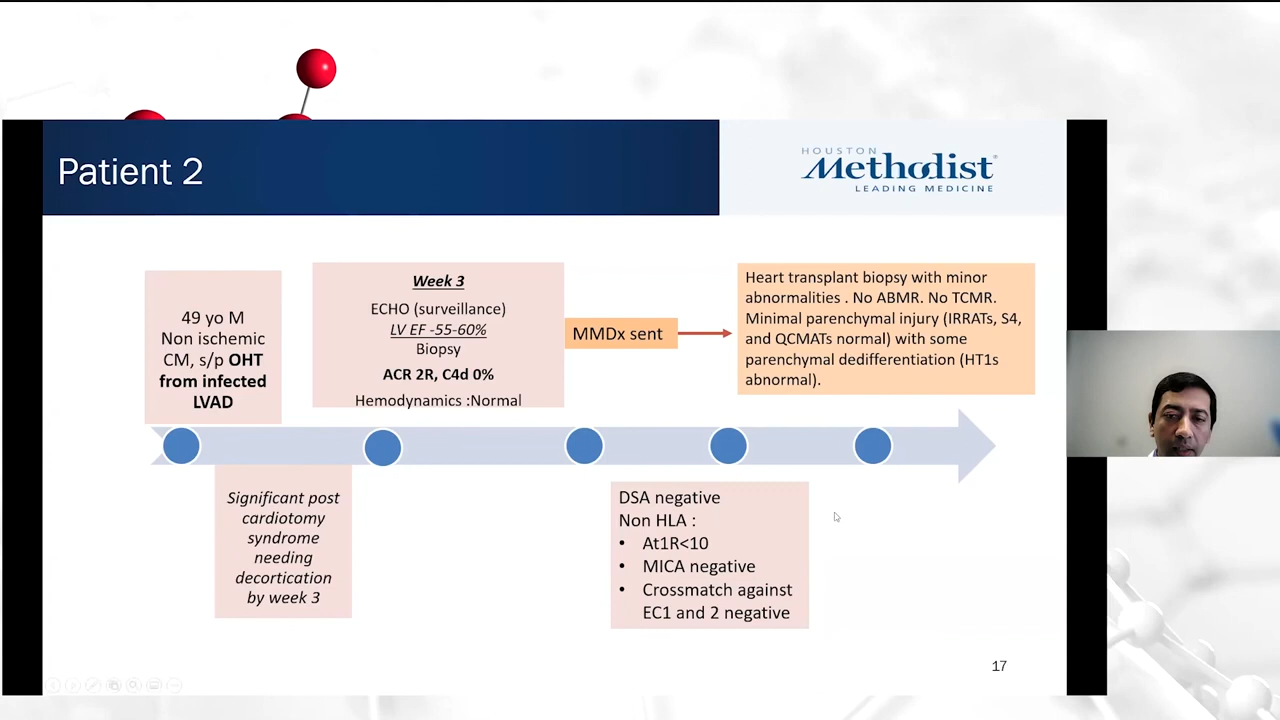 Patient 2
HOUSTON
Methodist®
LEADING MEDICINE
49 yo M
Non ischemic
CM, s/p OHT
from infected
LVAD
Week 3
ECHO (surveillance)
LV EF -55-60%
Biopsy
ACR 2R, C4d 0%
Hemodynamics :Normal
MMDx sent
Heart transplant biopsy with minor
abnormalities . No ABMR. No TCMR.
Minimal parenchymal injury (IRRATs, S4,
and QCMATs normal) with some
parenchymal dedifferentiation (HT1s
abnormal).
Significant post
cardiotomy
syndrome
needing
decortication
by week 3
DSA negative
Non HLA :
• At1R<10
• MICA negative
• Crossmatch against
EC1 and 2 negative
17